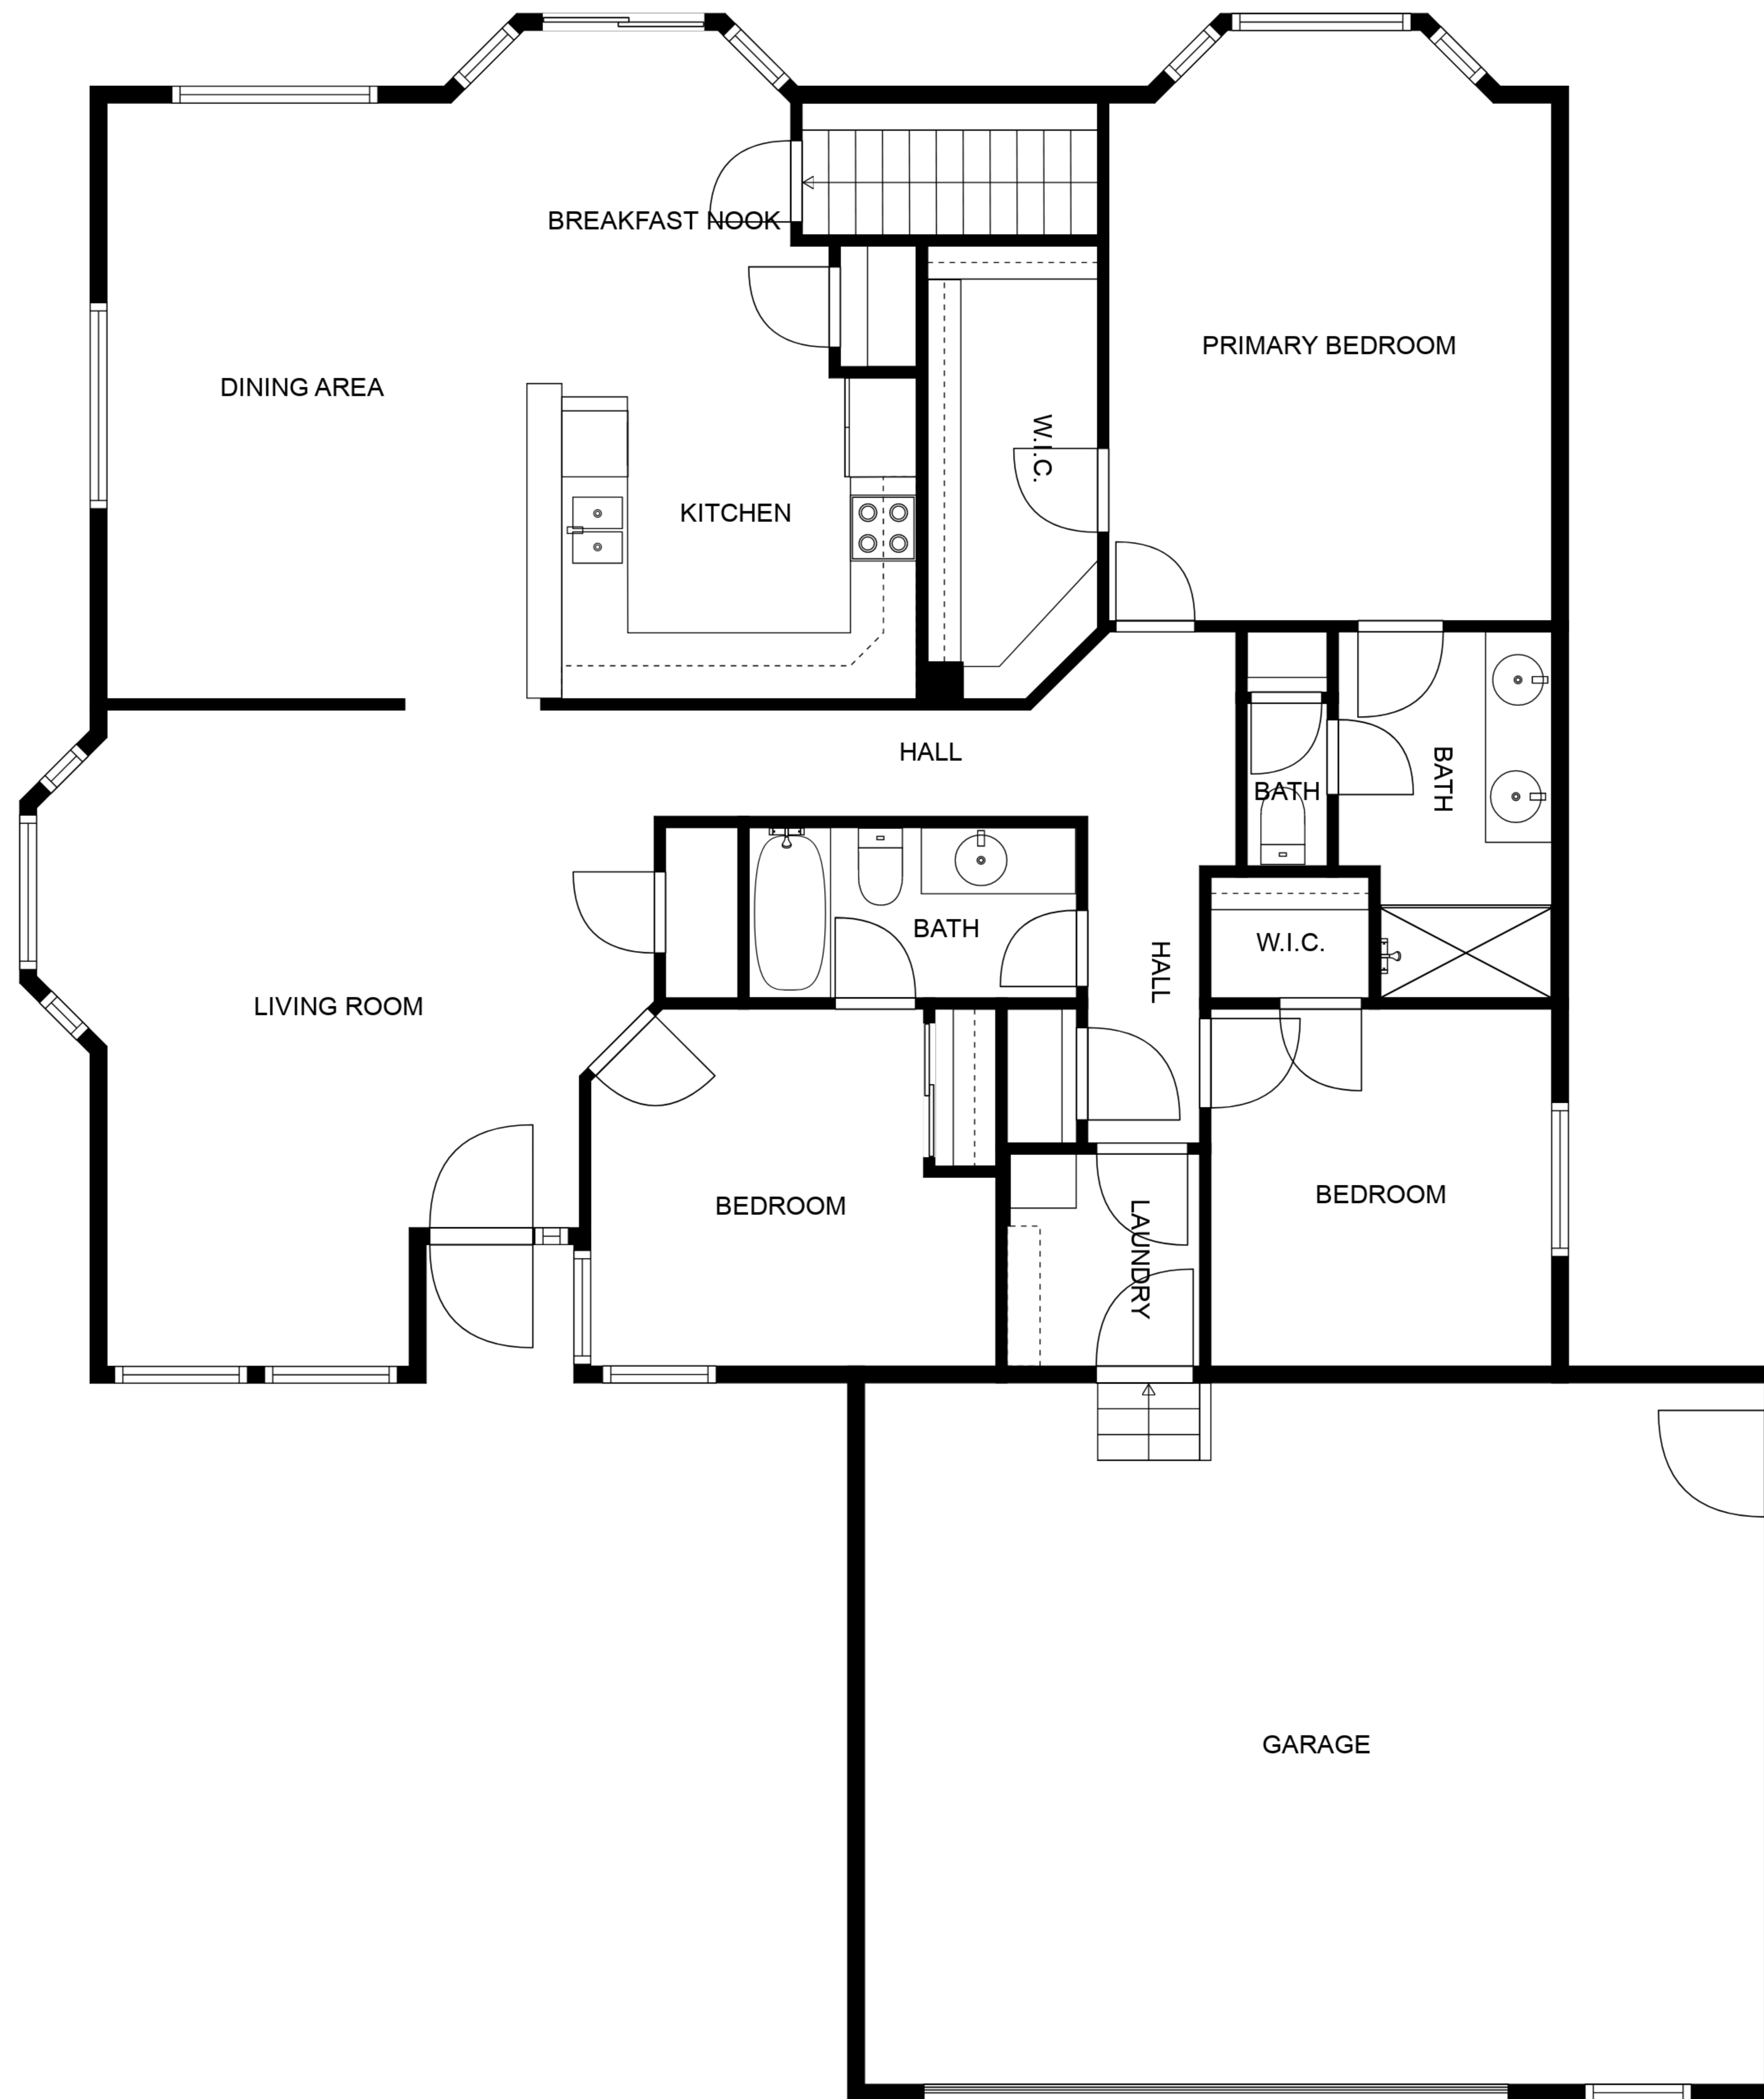 BREAKFAST NOOK
PRIMARY BEDROOM
DINING AREA
W.I.C.
KITCHEN
HALL
BATH
BATH
BATH
W.I.C.
HALL
LIVING ROOM
BEDROOM
BEDROOM
LAUNDRY
GARAGE